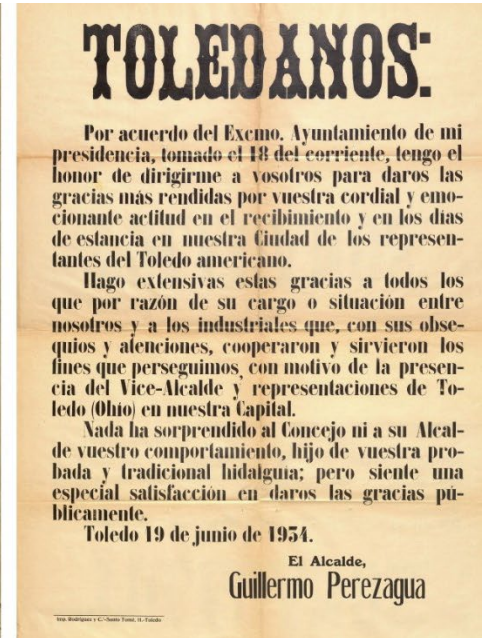 TOLEDANOS:
Por acuerdo del Excmo. Ayuntamiento de mi
presidencia, tomado el 18 del corriente, tengo el
honor de dirigirme a vosotros para daros las
gracias más rendidas por vuestra cordial y emo-
cionante actitud en el recibimiento y en los días
de estancia en nuestra Ciudad de los represen-
tantes del Toledo americano.
Hago extensivas estas gracias a todos los
que por razón de su cargo o situación entre
nosotros y a los industriales que, con sus obse-
quios y atenciones, cooperaron y sirvieron los
fines que perseguimos, con motivo de la presen-
cia del Vice-Alcalde y representaciones de To-
ledo (Ohío) en nuestra Capital.
Nada ha sorprendido al Concejo ni a su Alcal-
de vuestro comportamiento, hijo de vuestra pro-
bada y tradicional hidalguía; pero siente una
especial satisfacción en daros las gracias pú-
blicamente.
Toledo 19 de junio de 1934.
El Alcalde,
Guillermo Perezagua
Imp. Rodríguez y C.ª-Santo Tomé, -Toledo